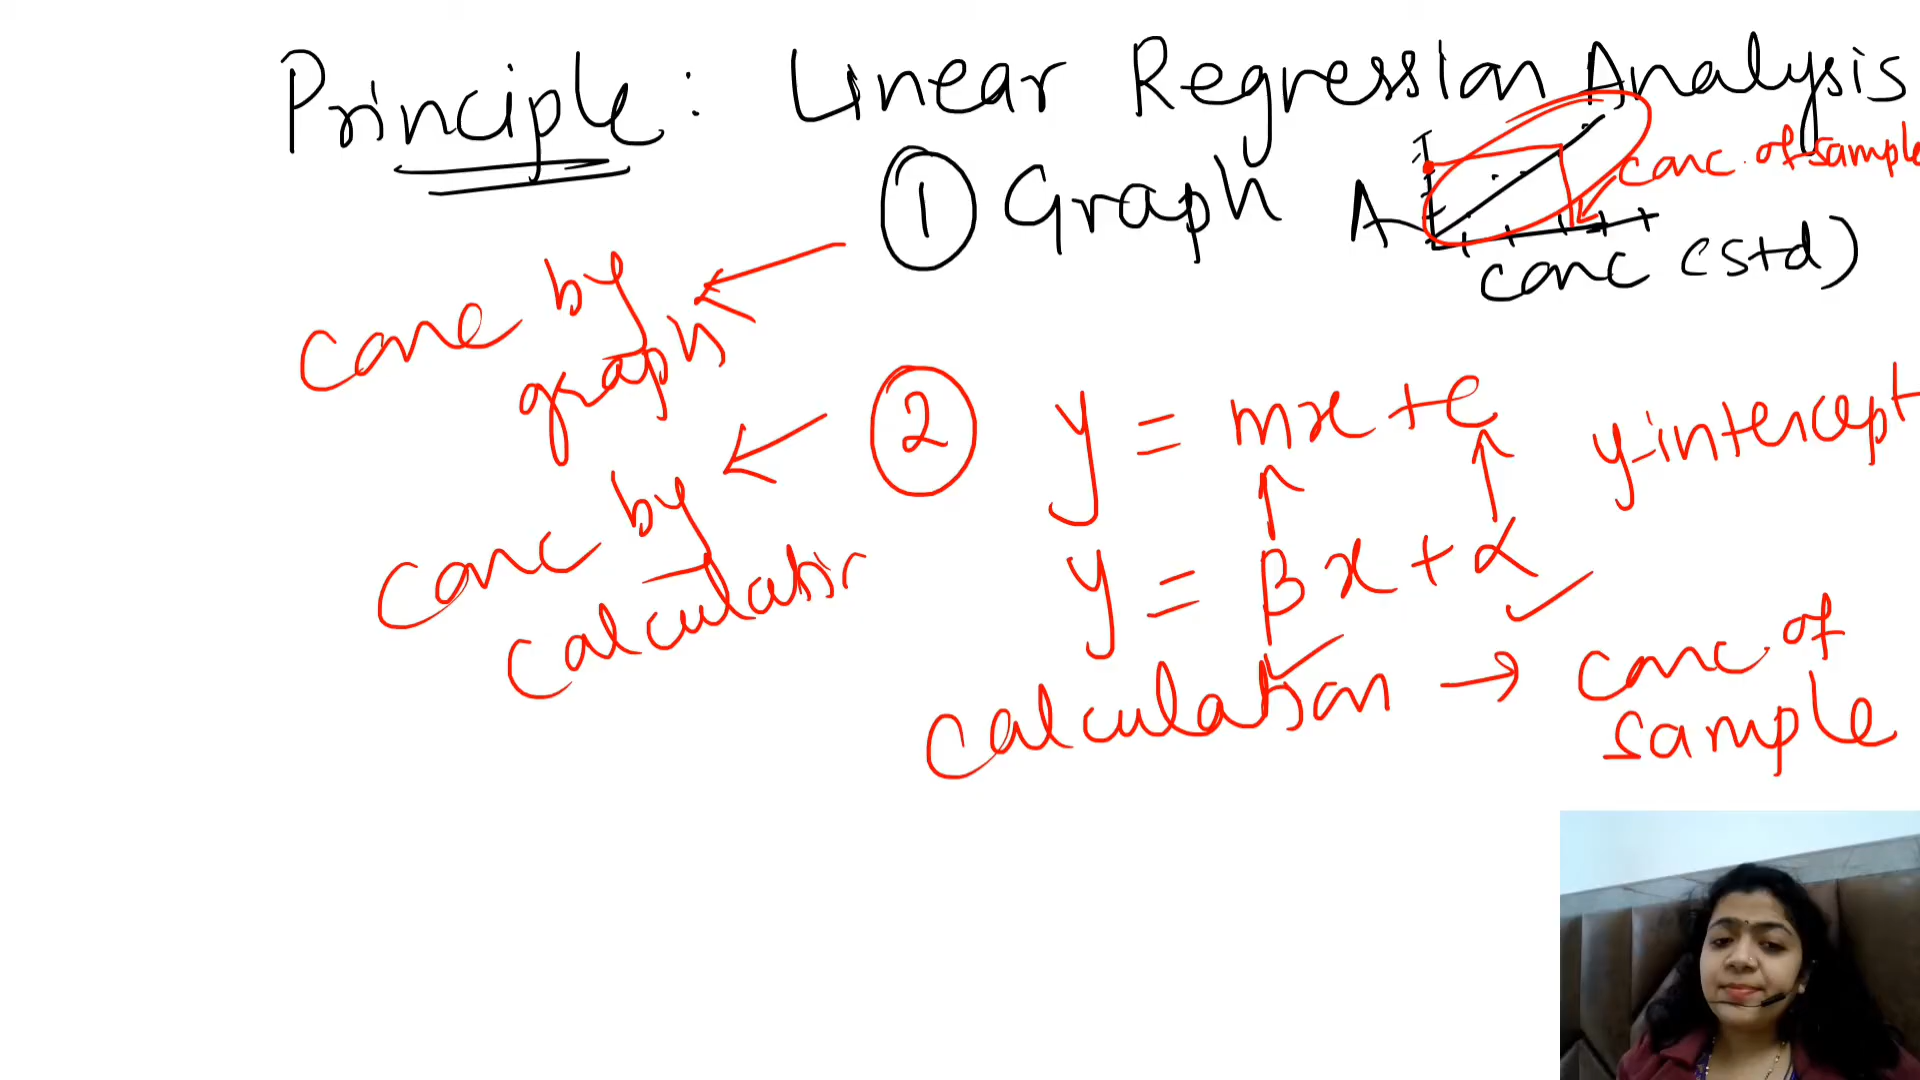 Principle : Linear Regression Analysis
① Graph
A
conc. of sample
conc (std)
conc by
graph
② y = mx + c
y-intercept
conc by
calculation
y = βx + α
calculation → conc. of
sample